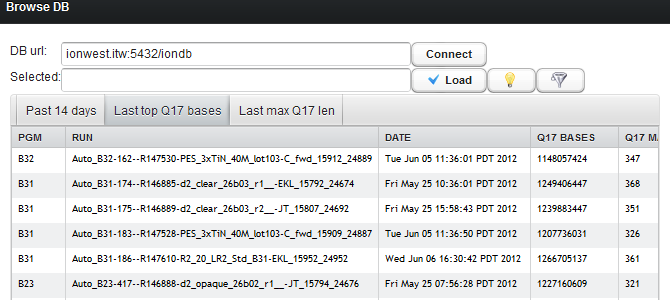 Browse DB
DB url: ionwest.itw:5432/iondb Connect
Selected: Load
Past 14 days Last top Q17 bases Last max Q17 len
PGM RUN DATE Q17 BASES Q17 M
B32 Auto_B32-162--R147530-PES_3xTiN_40M_lot103-C_fwd_15912_24889 Tue Jun 05 11:36:01 PDT 2012 1148057424 347
B31 Auto_B31-174--R146885-d2_clear_26b03_r1__-EKL_15792_24674 Fri May 25 10:36:01 PDT 2012 1249406447 368
B31 Auto_B31-175--R146889-d2_clear_26b03_r2__-JT_15807_24692 Fri May 25 15:58:43 PDT 2012 1239883447 351
B31 Auto_B31-183--R147528-PES_3xTiN_40M_lot103-C_fwd_15909_24887 Tue Jun 05 11:36:50 PDT 2012 1207736031 326
B31 Auto_B31-186--R147610-R2_20_LR2_Std_B31-EKL_15952_24952 Wed Jun 06 16:30:42 PDT 2012 1266705137 361
B23 Auto_B23-417--R146888-d2_opaque_26b02_r1__-JT_15794_24676 Fri May 25 07:56:28 PDT 2012 1227160609 321